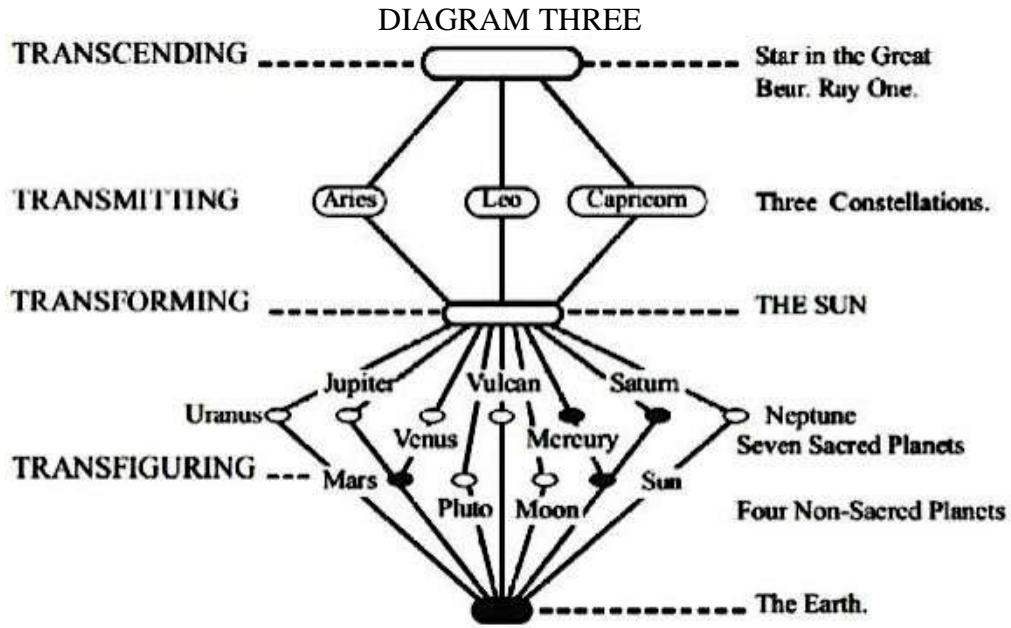 DIAGRAM THREE
TRANSCENDING
Star in the Great
Bear. Ray One.
TRANSMITTING
Aries
Leo
Capricorn
Three Constellations.
TRANSFORMING
THE SUN
Jupiter
Vulcan
Saturn
Uranus
Neptune
Venus
Mercury
Seven Sacred Planets
TRANSFIGURING
Mars
Sun
Pluto
Moon
Four Non-Sacred Planets
The Earth.